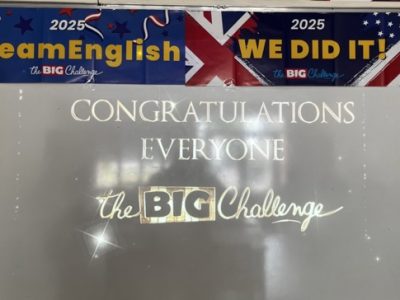 2025
eamEnglish
the BIG Challenge
2025
WE DID IT!
the BIG Challenge
CONGRATULATIONS
EVERYONE
the BIG Challenge